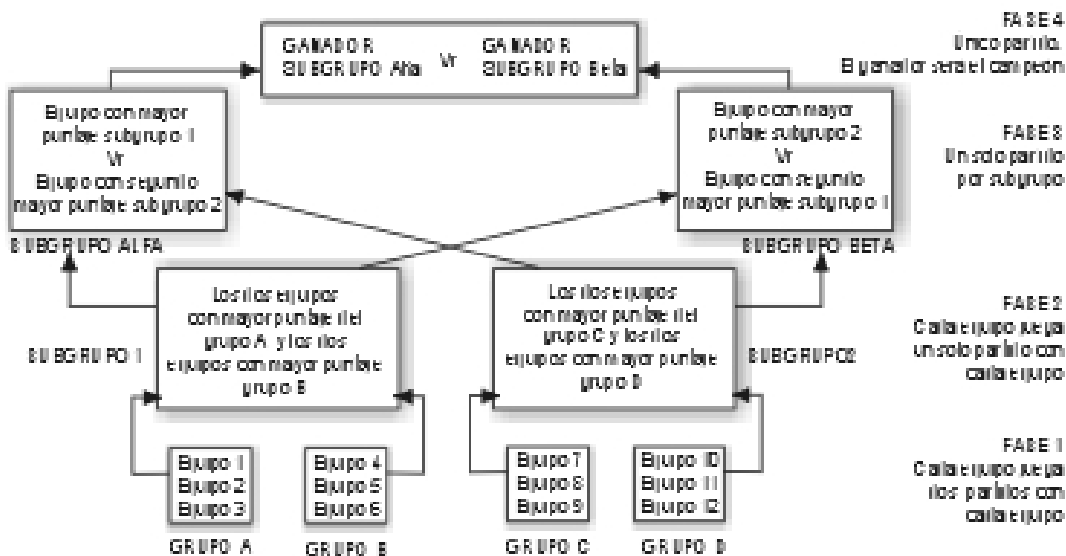 FASE 4
Unico partido.
El ganador sera el campeón
GANADOR
SUBGRUPO Alfa
Vr
GANADOR
SUBGRUPO Beta
Equipo con mayor
puntaje subgrupo 1
Vr
Equipo con segundo
mayor puntaje subgrupo 2
SUBGRUPO ALFA
Equipo con mayor
puntaje subgrupo 2
Vr
Equipo con segundo
mayor puntaje subgrupo 1
SUBGRUPO BETA
FASE 3
Un solo partido
por subgrupo
SUBGRUPO 1
Los dos equipos
con mayor puntaje del
grupo A y los dos
equipos con mayor puntaje
grupo B
Los dos equipos
con mayor puntaje del
grupo C y los dos
equipos con mayor puntaje
grupo D
SUBGRUPO2
FASE 2
Cada equipo juega
un solo partido con
cada equipo
Equipo 1
Equipo 2
Equipo 3
GRUPO A
Equipo 4
Equipo 5
Equipo 6
GRUPO B
Equipo 7
Equipo 8
Equipo 9
GRUPO C
Equipo 10
Equipo 11
Equipo 12
GRUPO D
FASE 1
Cada equipo juega
dos partidos con
cada equipo